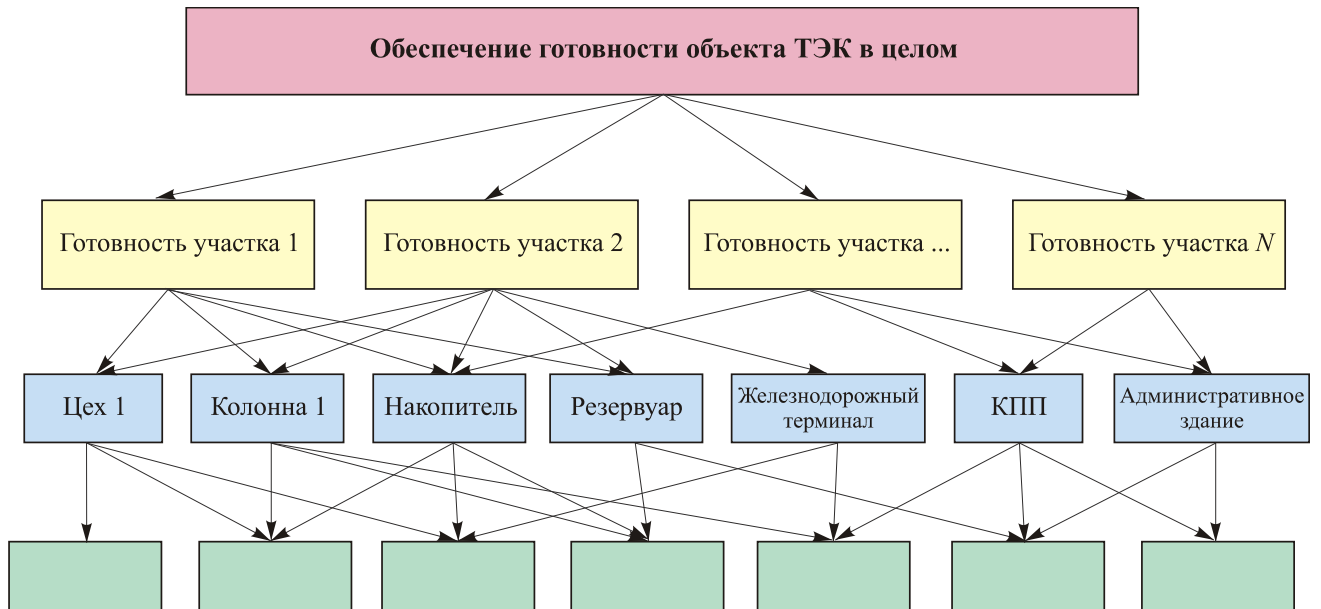 Обеспечение готовности объекта ТЭК в целом
Готовность участка 1
Готовность участка 2
Готовность участка ...
Готовность участка N
Цех 1
Колонна 1
Накопитель
Резервуар
Железнодорожный
терминал
КПП
Административное
здание